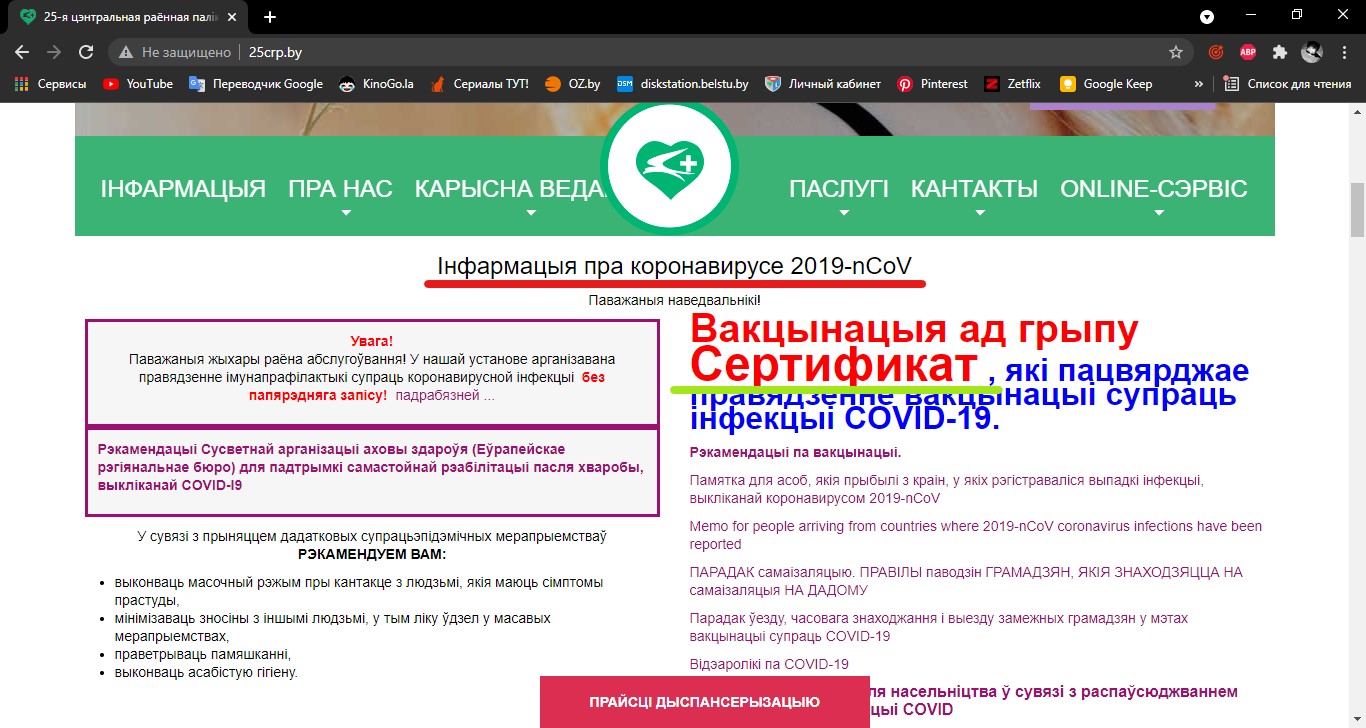 25-я цэнтральная раённая палі
Не защищено
25crp.by
ABP
Сервисы
YouTube
Переводчик Google
KinoGo.la
Сериалы ТУТ!
OZ.by
DSM
diskstation.belstu.by
Личный кабинет
Pinterest
Zetflix
Google Keep
»
Список для чтения
ІНФАРМАЦЫЯ
ПРА НАС
КАРЫСНА ВЕДА
ПАСЛУГІ
КАНТАКТЫ
ONLINE-СЭРВІС
Інфармацыя пра коронавирусе 2019-nCoV
Паважаныя наведвальнікі!
Увага!
Паважаныя жыхары раёна абслугоўвання! У нашай установе арганізавана
правядзенне імунапрафілактыкі супраць коронавирусной інфекцыі без
папярэдняга запісу! падрабязней ...
Рэкамендацыі Сусветнай арганізацыі аховы здароўя (Еўрапейскае
рэгіянальнае бюро) для падтрымкі самастойнай рэабілітацыі пасля хваробы,
выкліканай COVID-I9
У сувязі з прыняццем дадатковых супрацьэпідэмічных мерапрыемстваў
РЭКАМЕНДУЕМ ВАМ:
выконваць масочный рэжым пры кантакце з людзьмі, якія маюць сімптомы
прастуды,
мінімізаваць зносіны з іншымі людзьмі, у тым ліку ўдзел у масавых
мерапрыемствах,
праветрываць памяшканні,
выконваць асабістую гігіену.
Вакцынацыя ад грыпу
Сертификат , які пацвярджае
правядзенне вакцынацыі супраць
інфекцыі COVID-19.
Рэкамендацыі па вакцынацыі.
Памятка для асоб, якія прыбылі з краін, у якіх рэгістраваліся выпадкі інфекцыі,
выкліканай коронавирусом 2019-nCoV
Memo for people arriving from countries where 2019-nCoV coronavirus infections have been
reported
ПАРАДАК самаізаляцыю. ПРАВІЛЫ паводзін ГРАМАДЗЯН, ЯКІЯ ЗНАХОДЗЯЦЦА НА
самаізаляцыя НА ДАДОМУ
Парадак ўезду, часовага знаходжання і выезду замежных грамадзян у мэтах
вакцынацыі супраць COVID-19
Відэаролікі па COVID-19
ля насельніцтва ў сувязі з распаўсюджваннем
цыі COVID
ПРАЙСЦІ ДЫСПАНСЕРЫЗАЦЫЮ